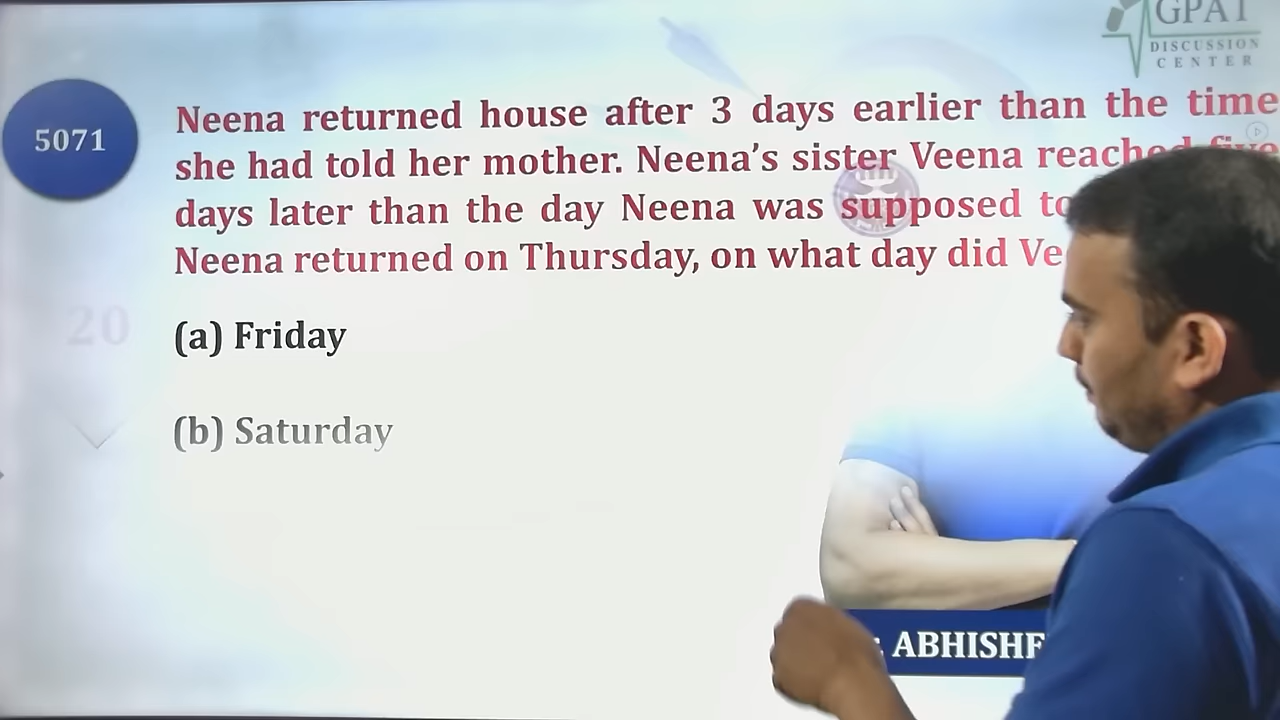 GPAT
DISCUSSION
CENTER
5071
Neena returned house after 3 days earlier than the time
she had told her mother. Neena's sister Veena reached five
days later than the day Neena was supposed to
Neena returned on Thursday, on what day did
(a) Friday
20
(b) Saturday